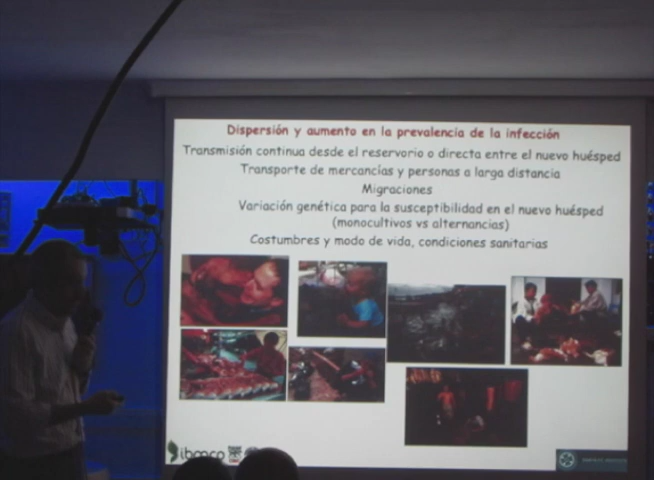 Dispersión y aumento en la prevalencia de la infección
Transmisión continua desde el reservorio o directa entre el nuevo huésped
Transporte de mercancías y personas a larga distancia
Migraciones
Variación genética para la susceptibilidad en el nuevo huésped
(monocultivos vs alternancias)
Costumbres y modo de vida, condiciones sanitarias